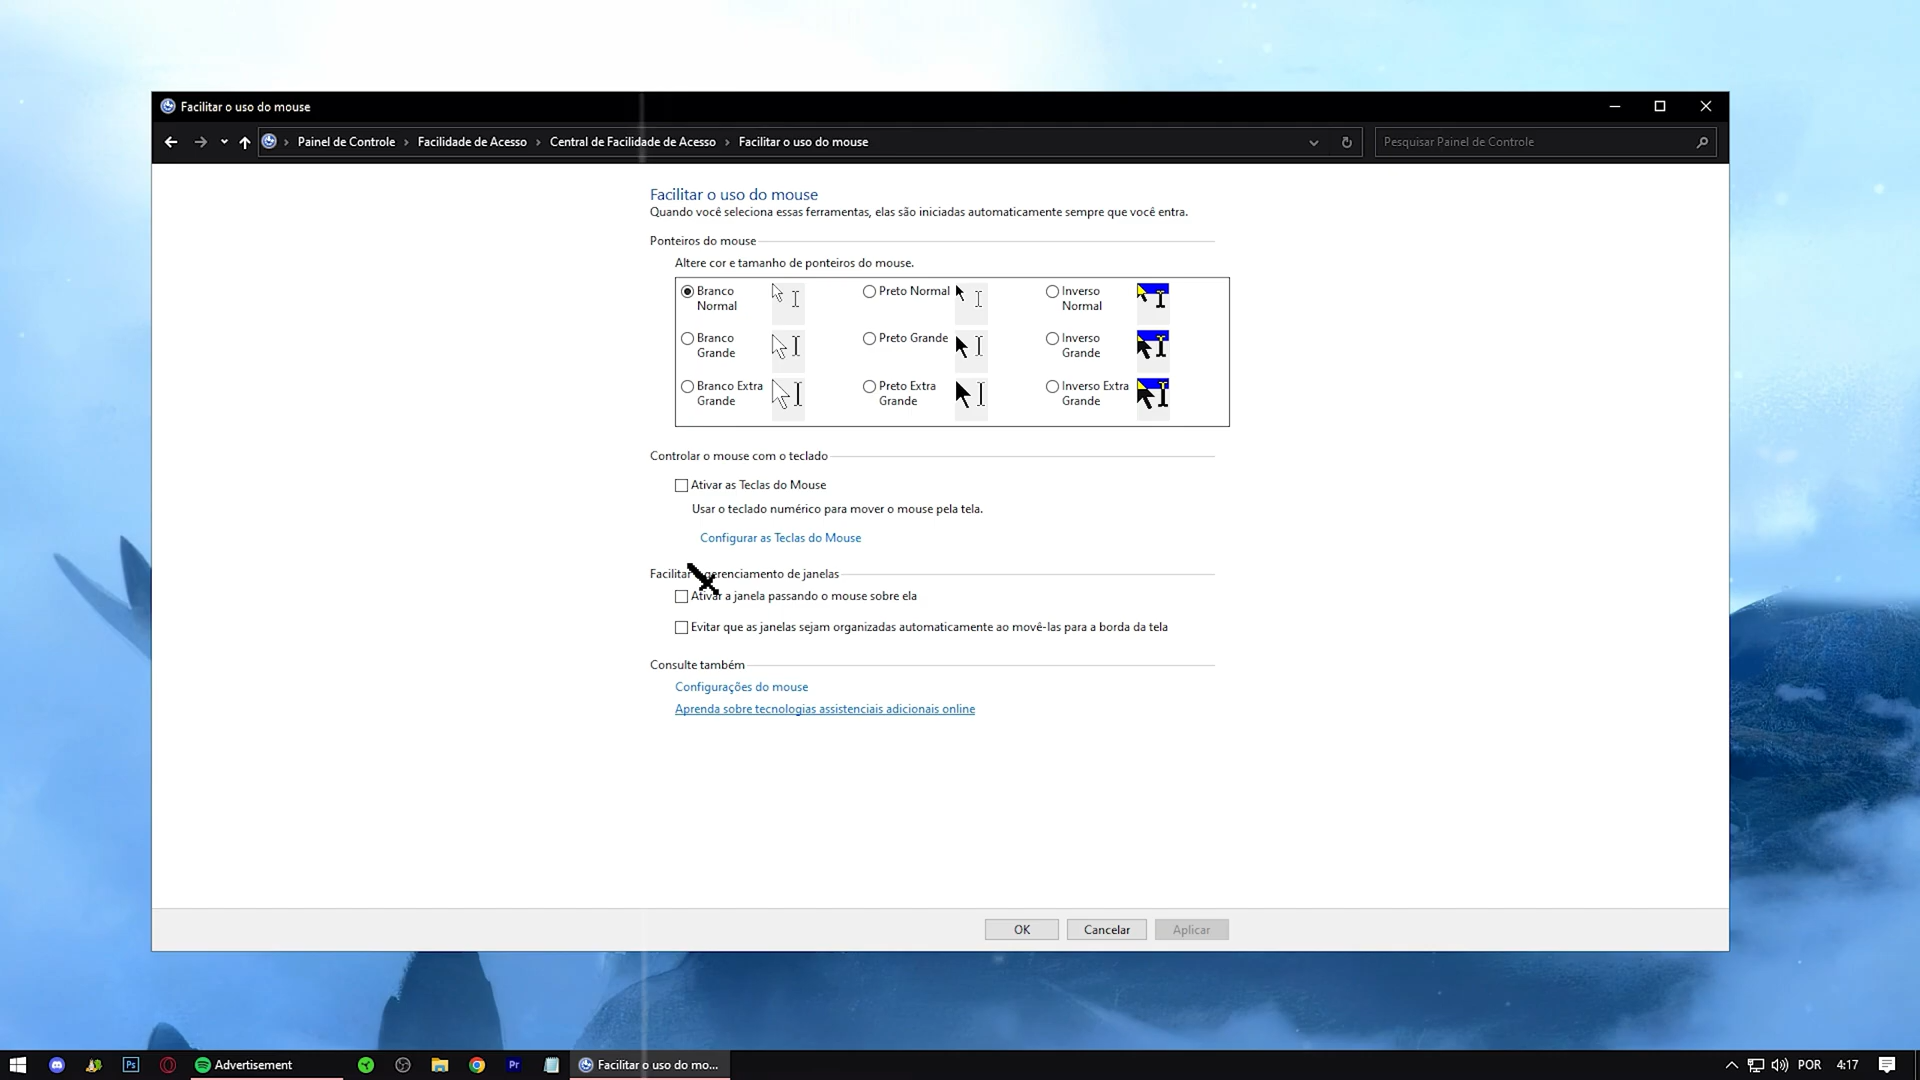 Facilitar o uso do mouse
Painel de Controle
Facilidade de Acesso
Central de Facilidade de Acesso
Facilitar o uso do mouse
Pesquisar Painel de Controle
Facilitar o uso do mouse
Quando você seleciona essas ferramentas, elas são iniciadas automaticamente sempre que você entra.
Ponteiros do mouse
Altere cor e tamanho de ponteiros do mouse.
Branco
Normal
Preto Normal
Inverso
Normal
Branco
Grande
Preto Grande
Inverso
Grande
Branco Extra
Grande
Preto Extra
Grande
Inverso Extra
Grande
Controlar o mouse com o teclado
Ativar as Teclas do Mouse
Usar o teclado numérico para mover o mouse pela tela.
Configurar as Teclas do Mouse
Facilitar gerenciamento de janelas
Ativar a janela passando o mouse sobre ela
Evitar que as janelas sejam organizadas automaticamente ao movê-las para a borda da tela
Consulte também
Configurações do mouse
Aprenda sobre tecnologias assistenciais adicionais online
OK
Cancelar
Aplicar
Ps
Advertisement
Pr
Facilitar o uso do mo...
POR
4:17